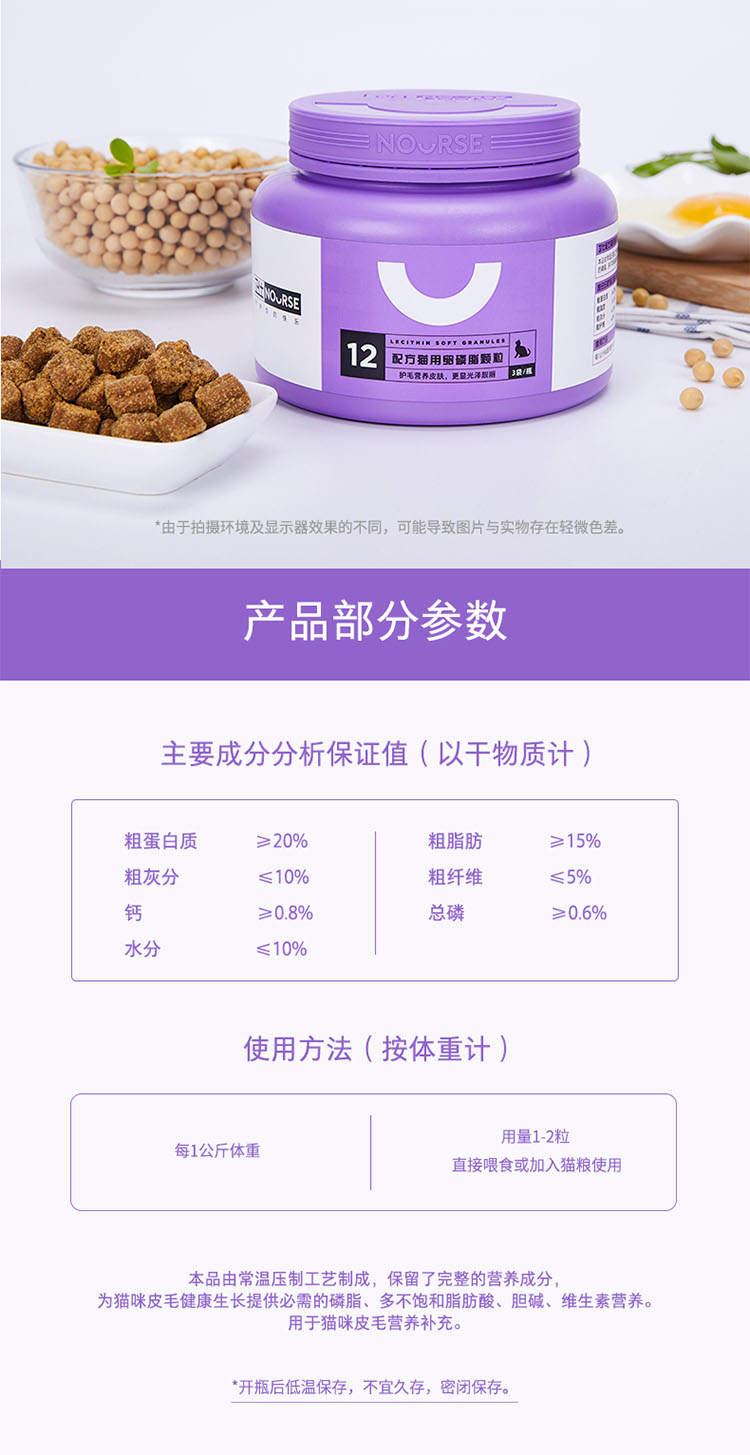 NOURSE
NOURSE
LECITHIN SOFT GRANULES
12
配方猫用卵磷脂颗粒
护毛营养皮肤，更显光泽靓丽
3袋/瓶
*由于拍摄环境及显示器效果的不同，可能导致图片与实物存在轻微色差。
产品部分参数
主要成分分析保证值（以干物质计）
粗蛋白质 ≥20% 粗脂肪 ≥15%
粗灰分 ≤10% 粗纤维 ≤5%
钙 ≥0.8% 总磷 ≥0.6%
水分 ≤10%
使用方法（按体重计）
每1公斤体重
用量1-2粒
直接喂食或加入猫粮使用
本品由常温压制工艺制成，保留了完整的营养成分，
为猫咪皮毛健康生长提供必需的磷脂、多不饱和脂肪酸、胆碱、维生素营养。
用于猫咪皮毛营养补充。
*开瓶后低温保存，不宜久存，密闭保存。